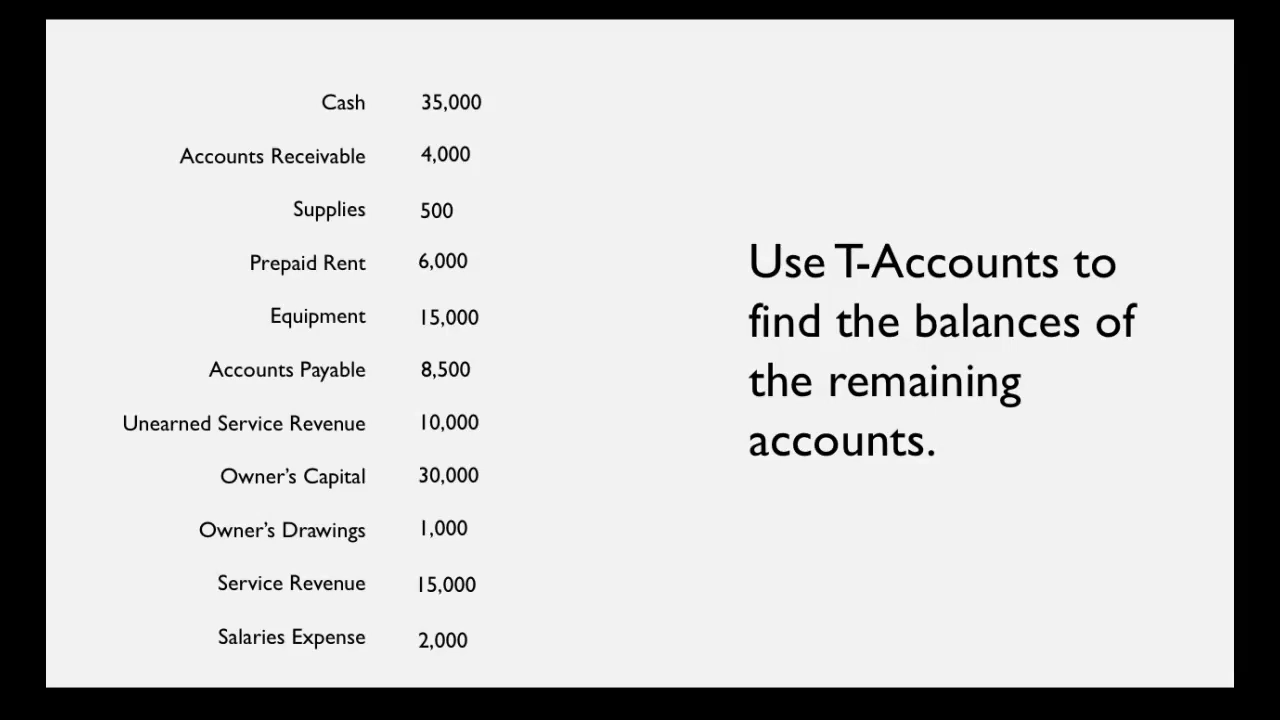 Cash 35,000
Accounts Receivable 4,000
Supplies 500
Prepaid Rent 6,000
Equipment 15,000
Accounts Payable 8,500
Unearned Service Revenue 10,000
Owner’s Capital 30,000
Owner’s Drawings 1,000
Service Revenue 15,000
Salaries Expense 2,000
Use T-Accounts to
find the balances of
the remaining
accounts.